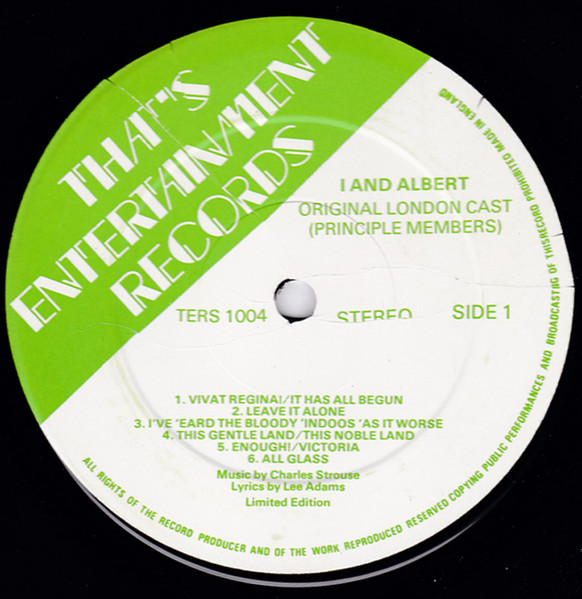 THAT'S
ENTERTAINMENT
RECORDS
I AND ALBERT
ORIGINAL LONDON CAST
(PRINCIPLE MEMBERS)
TERS 1004 STEREO SIDE 1
1. VIVAT REGINA!/IT HAS ALL BEGUN
2. LEAVE IT ALONE
3. I'VE 'EARD THE BLOODY 'INDOOS 'AS IT WORSE
4. THIS GENTLE LAND/THIS NOBLE LAND
5. ENOUGH!/VICTORIA
6. ALL GLASS
Music by Charles Strouse
Lyrics by Lee Adams
Limited Edition
ALL RIGHTS OF THE RECORD PRODUCER AND OF THE WORK REPRODUCED RESERVED COPYING PUBLIC PERFORMANCES AND BROADCASTING OF THIS RECORD PROHIBITED MADE IN ENGLAND